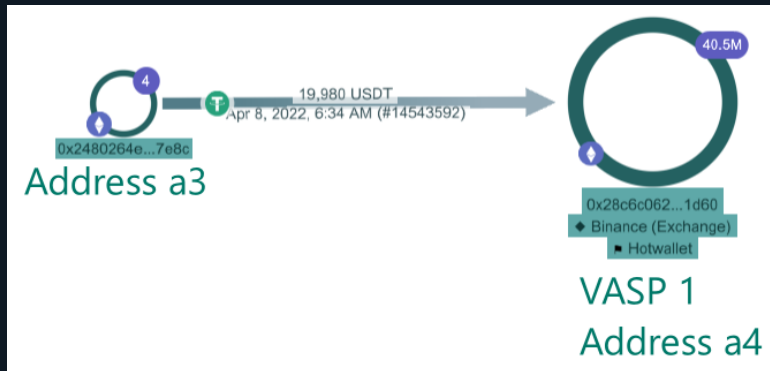 4
40.5M
19,980 USDT
Apr 8, 2022, 6:34 AM (#14543592)
0x2480264e...7e8c
Address a3
0x28c6c062...1d60
Binance (Exchange)
Hotwallet
VASP 1
Address a4